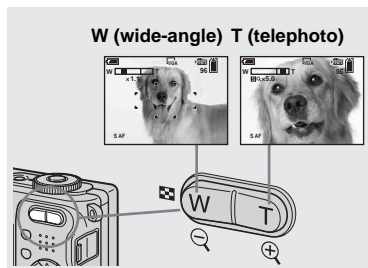 W (wide-angle) T (telephoto)
VGA
W T
×1.1
96
S AF
VGA
W T
×5.0
96
S AF
W T